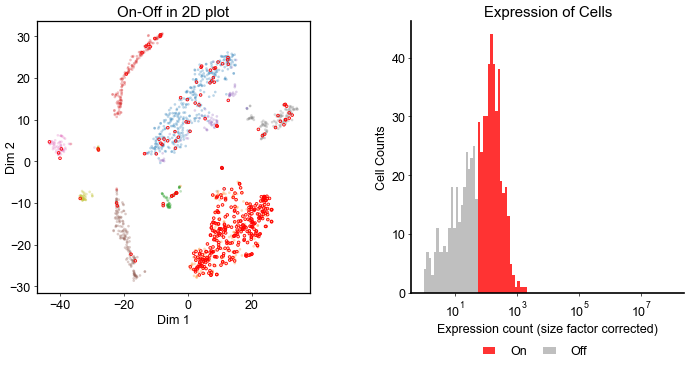 On-Off in 2D plot
Dim 2
30
20
10
0
−10
−20
−30
−40
−20
0
20
Dim 1
Expression of Cells
Cell Counts
40
30
20
10
0
10^1
10^3
10^5
10^7
Expression count (size factor corrected)
On
Off